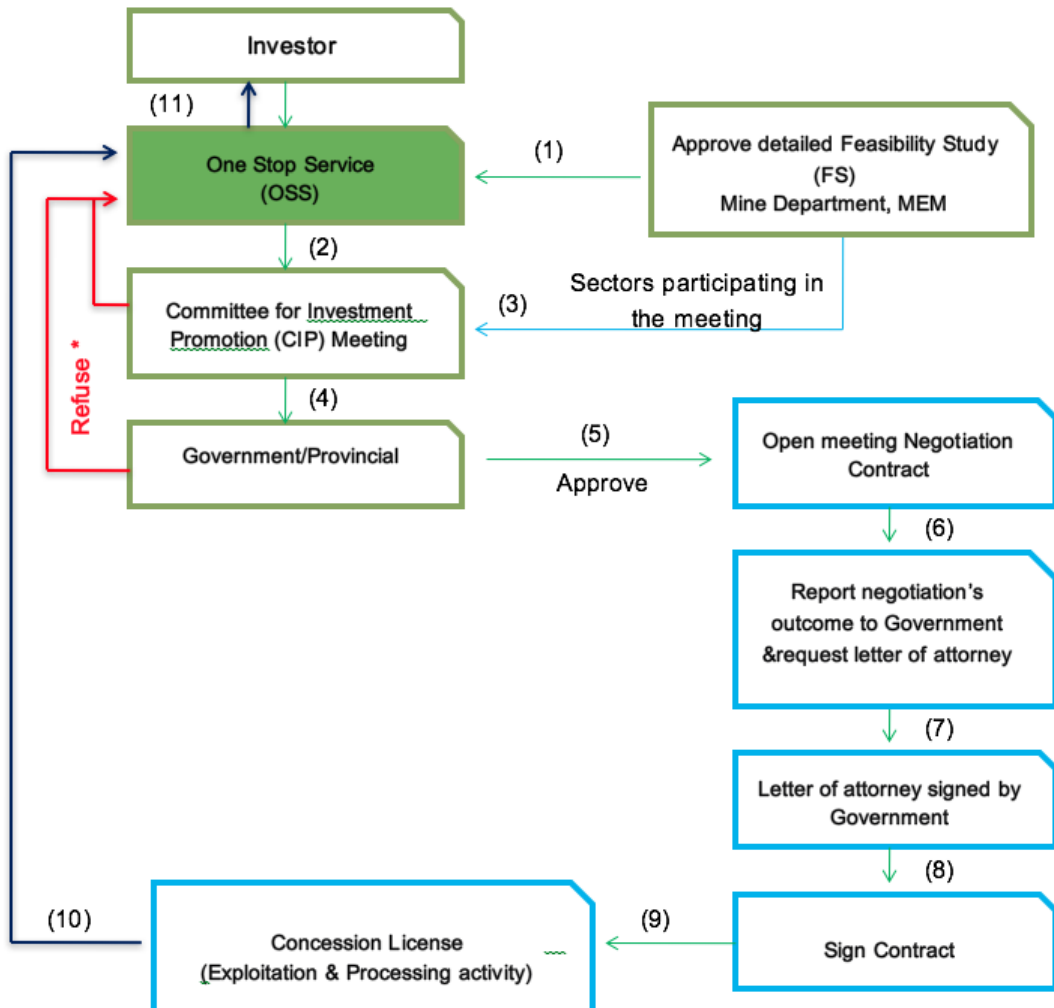 Investor
(11)
One Stop Service
(OSS)
(1)
Approve detailed Feasibility Study
(FS)
Mine Department, MEM
(2)
Committee for Investment
Promotion (CIP) Meeting
(3)
Sectors participating in
the meeting
Refuse *
(4)
Government/Provincial
(5)
Approve
Open meeting Negotiation
Contract
(6)
Report negotiation's
outcome to Government
&request letter of attorney
(7)
Letter of attorney signed by
Government
(8)
Sign Contract
(9)
Concession License
(Exploitation & Processing activity)
(10)